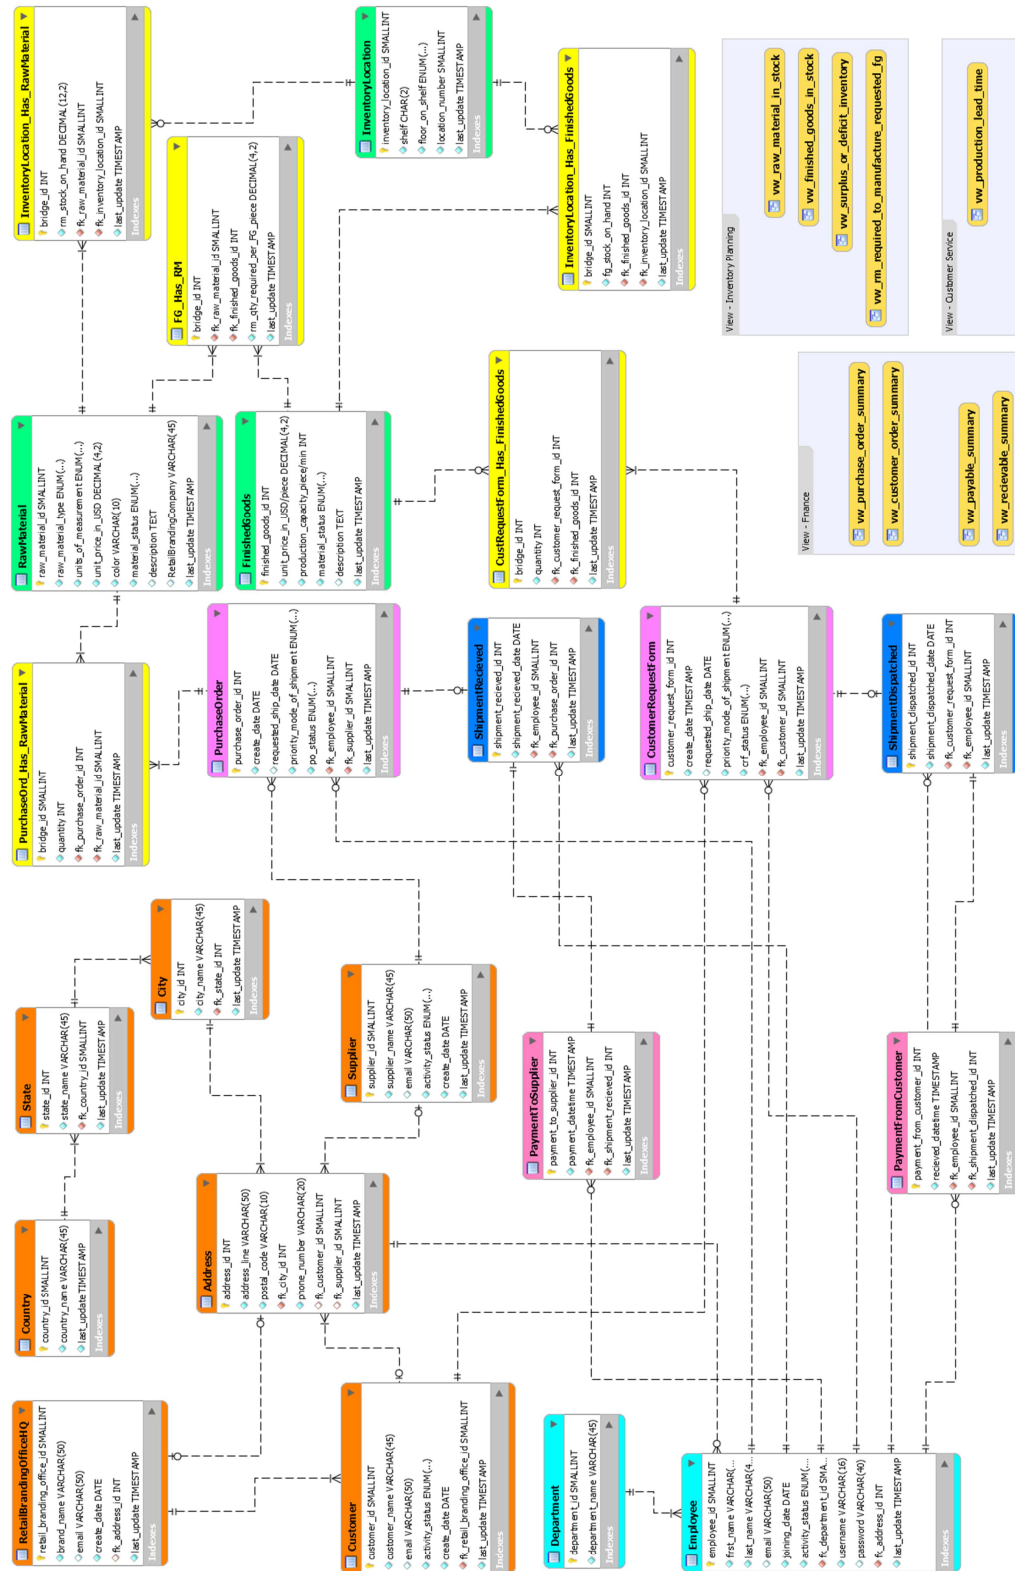 RetailBrandingOfficeHQ
retail_branding_office_id SMALLINT
brand_name VARCHAR(50)
email VARCHAR(50)
create_date DATE
fk_address_id INT
last_update TIMESTAMP
Indexes
Country
country_id SMALLINT
country_name VARCHAR(45)
last_update TIMESTAMP
Indexes
State
state_id INT
state_name VARCHAR(45)
fk_country_id SMALLINT
last_update TIMESTAMP
Indexes
City
city_id INT
city_name VARCHAR(45)
fk_state_id INT
last_update TIMESTAMP
Indexes
Address
address_id INT
address_line VARCHAR(50)
postal_code VARCHAR(10)
fk_city_id INT
pnone_number VARCHAR(20)
fk_customer_id SMALLINT
fk_supplier_id SMALLINT
last_update TIMESTAMP
Indexes
Customer
customer_id SMALLINT
customer_name VARCHAR(45)
email VARCHAR(50)
activity_status ENUM(...)
create_date DATE
fk_retail_branding_office_id SMALLINT
last_update TIMESTAMP
Indexes
Supplier
supplier_id SMALLINT
supplier_name VARCHAR(45)
email VARCHAR(50)
activity_status ENUM(...)
create_date DATE
last_update TIMESTAMP
Indexes
Department
department_id SMALLINT
department_name VARCHAR(45)
Indexes
Employee
employee_id SMALLINT
first_name VARCHAR(...
last_name VARCHAR(4...
email VARCHAR(50)
joining_date DATE
activity_status ENUM(...
fk_department_id SMA...
username VARCHAR(16)
password VARCHAR(40)
fk_address_id INT
last_update TIMESTAMP
Indexes
PaymentToSupplier
payment_to_supplier_id INT
payment_datetime TIMESTAMP
fk_employee_id SMALLINT
fk_shipment_recieved_id INT
last_update TIMESTAMP
Indexes
PaymentFromCustomer
payment_from_customer_id INT
recieved_datetime TIMESTAMP
fk_employee_id SMALLINT
fk_shipment_dispatched_id INT
last_update TIMESTAMP
Indexes
PurchaseOrd_Has_RawMaterial
bridge_id SMALLINT
quantity INT
fk_purchase_order_id INT
fk_raw_material_id SMALLINT
last_update TIMESTAMP
Indexes
PurchaseOrder
purchase_order_id INT
create_date DATE
requested_ship_date DATE
priority_mode_of_shipment ENUM(...)
po_status ENUM(...)
fk_employee_id SMALLINT
fk_supplier_id SMALLINT
last_update TIMESTAMP
Indexes
ShipmentRecieved
shipment_recieved_id INT
shipment_recieved_date DATE
fk_employee_id SMALLINT
fk_purchase_order_id INT
last_update TIMESTAMP
Indexes
CustomerRequestForm
customer_request_form_id INT
create_date TIMESTAMP
requested_ship_date DATE
priority_mode_of_shipment ENUM(...)
crf_status ENUM(...)
fk_employee_id SMALLINT
fk_customer_id SMALLINT
last_update TIMESTAMP
Indexes
ShipmentDispatched
shipment_dispatched_id INT
shipment_dispatched_date DATE
fk_customer_request_form_id INT
fk_employee_id SMALLINT
last_update TIMESTAMP
Indexes
RawMaterial
raw_material_id SMALLINT
raw_material_type ENUM(...)
units_of_measurement ENUM(...)
unit_price_in_USD DECIMAL(4,2)
color VARCHAR(10)
material_status ENUM(...)
description TEXT
RetailBrandingCompany VARCHAR(45)
last_update TIMESTAMP
Indexes
FinishedGoods
finished_goods_id INT
unit_price_in_USD/piece DECIMAL(4,2)
production_capacity_piece/min INT
material_status ENUM(...)
description TEXT
last_update TIMESTAMP
Indexes
CustRequestForm_Has_FinishedGoods
bridge_id INT
quantity INT
fk_customer_request_form_id INT
fk_finished_goods_id INT
last_update TIMESTAMP
Indexes
InventoryLocation_Has_RawMaterial
bridge_id INT
rm_stock_on_hand DECIMAL(12,2)
fk_raw_material_id SMALLINT
fk_inventory_location_id SMALLINT
last_update TIMESTAMP
Indexes
FG_Has_RM
bridge_id INT
fk_raw_material_id SMALLINT
fk_finished_goods_id INT
rm_qty_required_per_FG_piece DECIMAL(4,2)
last_update TIMESTAMP
Indexes
InventoryLocation
inventory_location_id SMALLINT
shelf CHAR(2)
floor_on_shelf ENUM(...)
location_number SMALLINT
last_update TIMESTAMP
Indexes
InventoryLocation_Has_FinishedGoods
bridge_id SMALLINT
fg_stock_on_hand INT
fk_finished_goods_id INT
fk_inventory_location_id SMALLINT
last_update TIMESTAMP
Indexes
View - Inventory Planning
vw_raw_material_in_stock
vw_finished_goods_in_stock
vw_surplus_or_deficit_inventory
vw_rm_required_to_manufacture_requested_fg
View - Customer Service
vw_production_lead_time
View - Finance
vw_purchase_order_summary
vw_customer_order_summary
vw_payable_summary
vw_recievable_summary